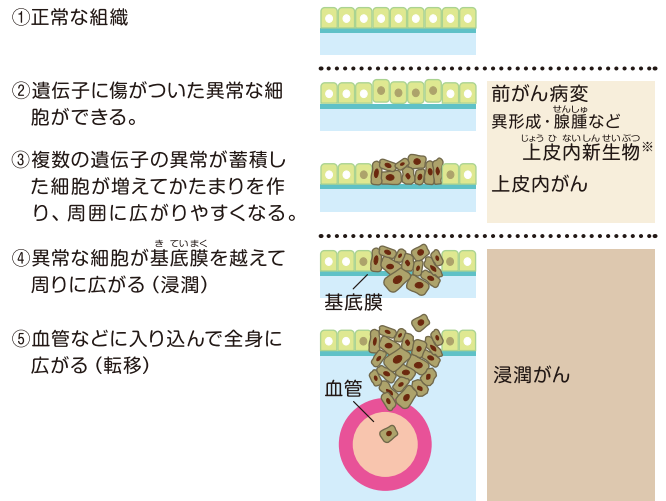 ①正常な組織
②遺伝子に傷がついた異常な細
胞ができる。
前がん病変
せんしゅ
異形成・腺腫など
じょう ひ ないしんせいぶつ
上皮内新生物※
③複数の遺伝子の異常が蓄積し
た細胞が増えてかたまりを作
り、周囲に広がりやすくなる。
上皮内がん
き ていまく
④異常な細胞が基底膜を越えて
周りに広がる（浸潤）
基底膜
⑤血管などに入り込んで全身に
広がる（転移）
血管
浸潤がん